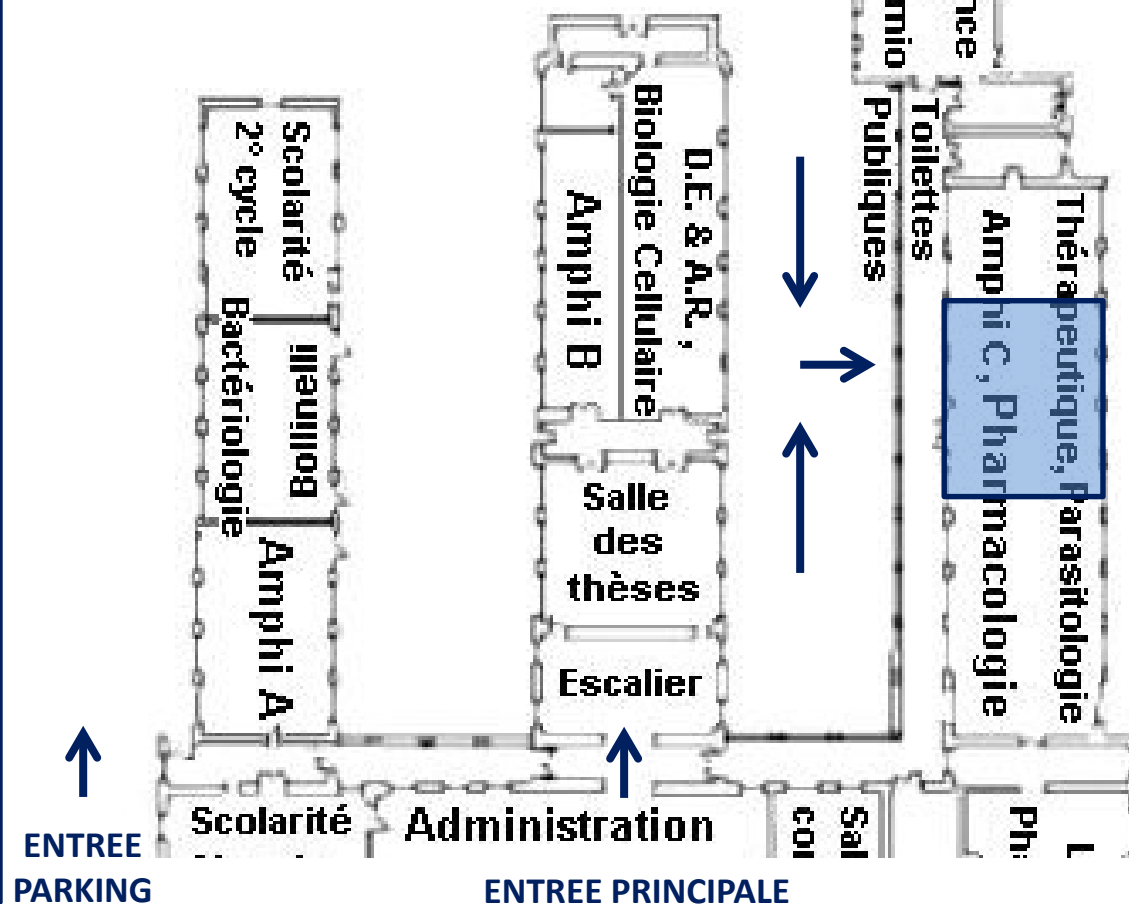 Scolarité
2° cycle
Bactériologie
Bollinelli
Amphi A
D.E. & A.R.,
Biologie Cellulaire
Amphi B
Salle
des
thèses
Escalier
Toilettes
Publiques
Thérapeutique, Parasitologie
Amphi C, Pharmacologie
Scolarité
Administration
ENTREE
PARKING
ENTREE PRINCIPALE